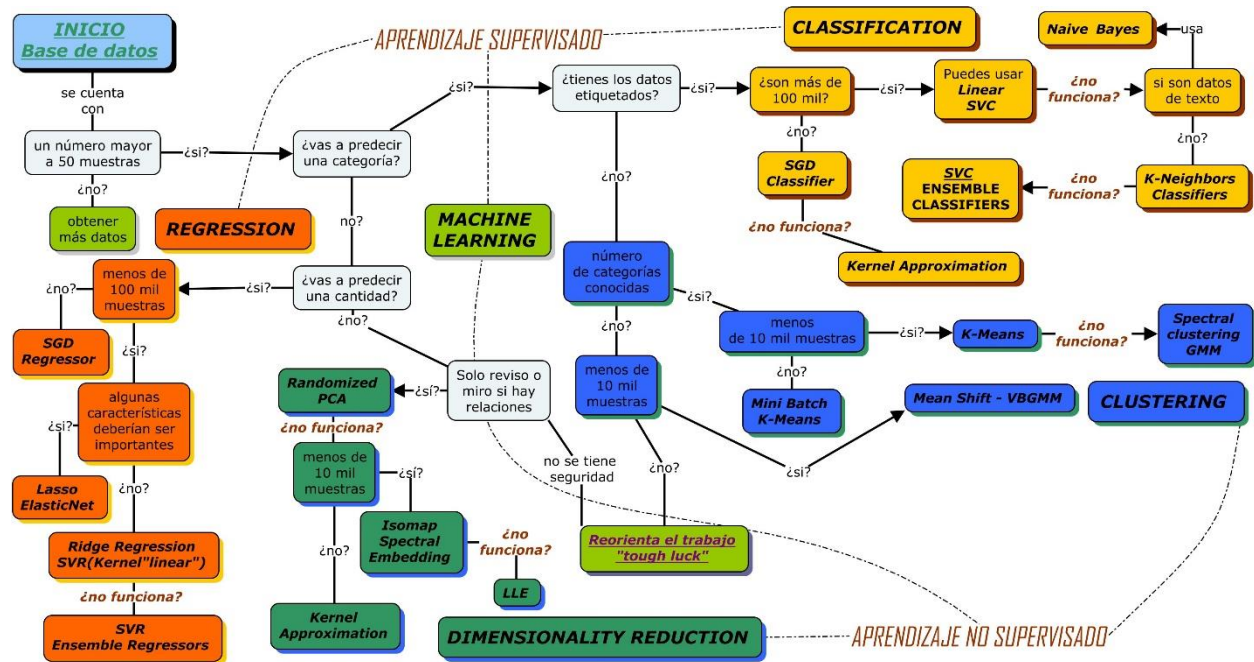 INICIO
Base de datos
APRENDIZAJE SUPERVISADO
CLASSIFICATION
Naive Bayes
usa
se cuenta
con
¿si?
¿tienes los datos
etiquetados?
¿si?
¿son más de
100 mil?
¿si?
Puedes usar
Linear
SVC
¿no
funciona?
si son datos
de texto
un número mayor
a 50 muestras
¿si?
¿vas a predecir
una categoría?
¿no?
obtener
más datos
REGRESSION
no?
MACHINE
LEARNING
¿no?
¿no?
SGD
Classifier
¿no funciona?
Kernel Approximation
SVC
ENSEMBLE
CLASSIFIERS
¿no
funciona?
¿no?
K-Neighbors
Classifiers
menos de
100 mil
muestras
¿si?
¿vas a predecir
una cantidad?
¿no?
¿no?
SGD
Regressor
¿si?
número
de categorías
conocidas
¿si?
menos
de 10 mil muestras
¿si?
K-Means
¿no
funciona?
Spectral
clustering
GMM
¿no?
menos de
10 mil
muestras
¿no?
Mini Batch
K-Means
Mean Shift - VBGMM
CLUSTERING
¿si?
¿no?
Solo reviso o
miro si hay
relaciones
¿sí?
Randomized
PCA
¿no funciona?
menos de
10 mil
muestras
¿sí?
Isomap
Spectral
Embedding
¿no
funciona?
LLE
¿no?
Kernel
Approximation
no se tiene
seguridad
Reorienta el trabajo
"tough luck"
algunas
características
deberían ser
importantes
¿si?
Lasso
ElasticNet
¿no?
Ridge Regression
SVR(Kernel"linear")
¿no funciona?
SVR
Ensemble Regressors
DIMENSIONALITY REDUCTION
APRENDIZAJE NO SUPERVISADO